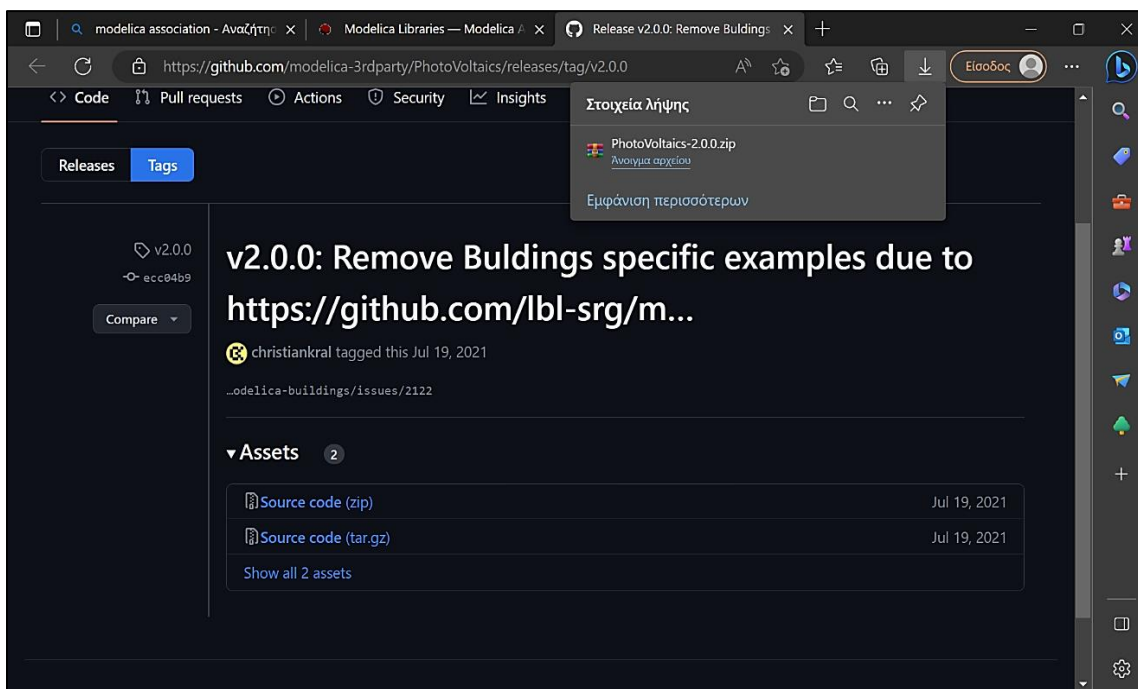 modelica association - Αναζήτησ
Modelica Libraries — Modelica A
Release v2.0.0: Remove Buldings
https://github.com/modelica-3rdparty/PhotoVoltaics/releases/tag/v2.0.0
Είσοδος
Code
Pull requests
Actions
Security
Insights
Στοιχεία λήψης
PhotoVoltaics-2.0.0.zip
Άνοιγμα αρχείου
Εμφάνιση περισσότερων
Releases
Tags
v2.0.0
ecc04b9
Compare
v2.0.0: Remove Buldings specific examples due to
https://github.com/lbl-srg/m...
christiankral tagged this Jul 19, 2021
…odelica-buildings/issues/2122
Assets 2
Source code (zip) Jul 19, 2021
Source code (tar.gz) Jul 19, 2021
Show all 2 assets